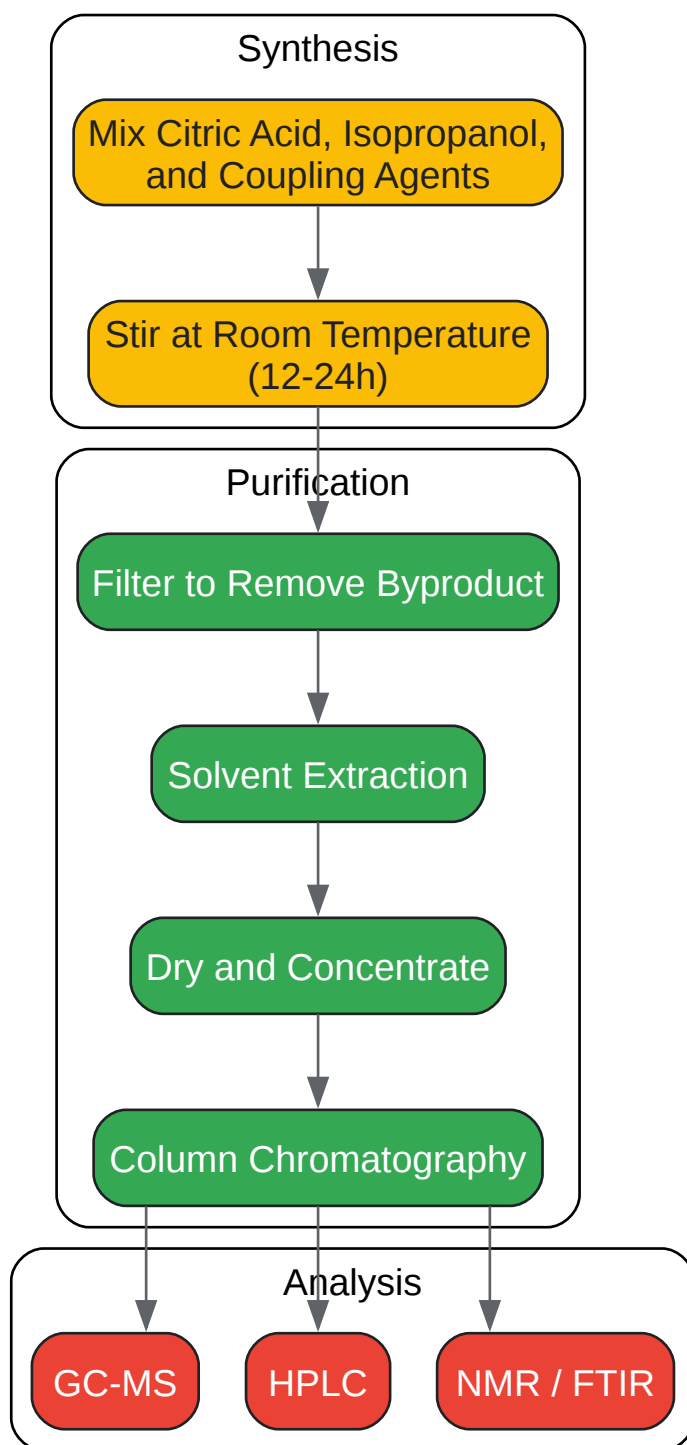 Synthesis
Mix Citric Acid, Isopropanol,
and Coupling Agents
Stir at Room Temperature
(12-24h)
Purification
Filter to Remove Byproduct
Solvent Extraction
Dry and Concentrate
Column Chromatography
Analysis
GC-MS
HPLC
NMR / FTIR